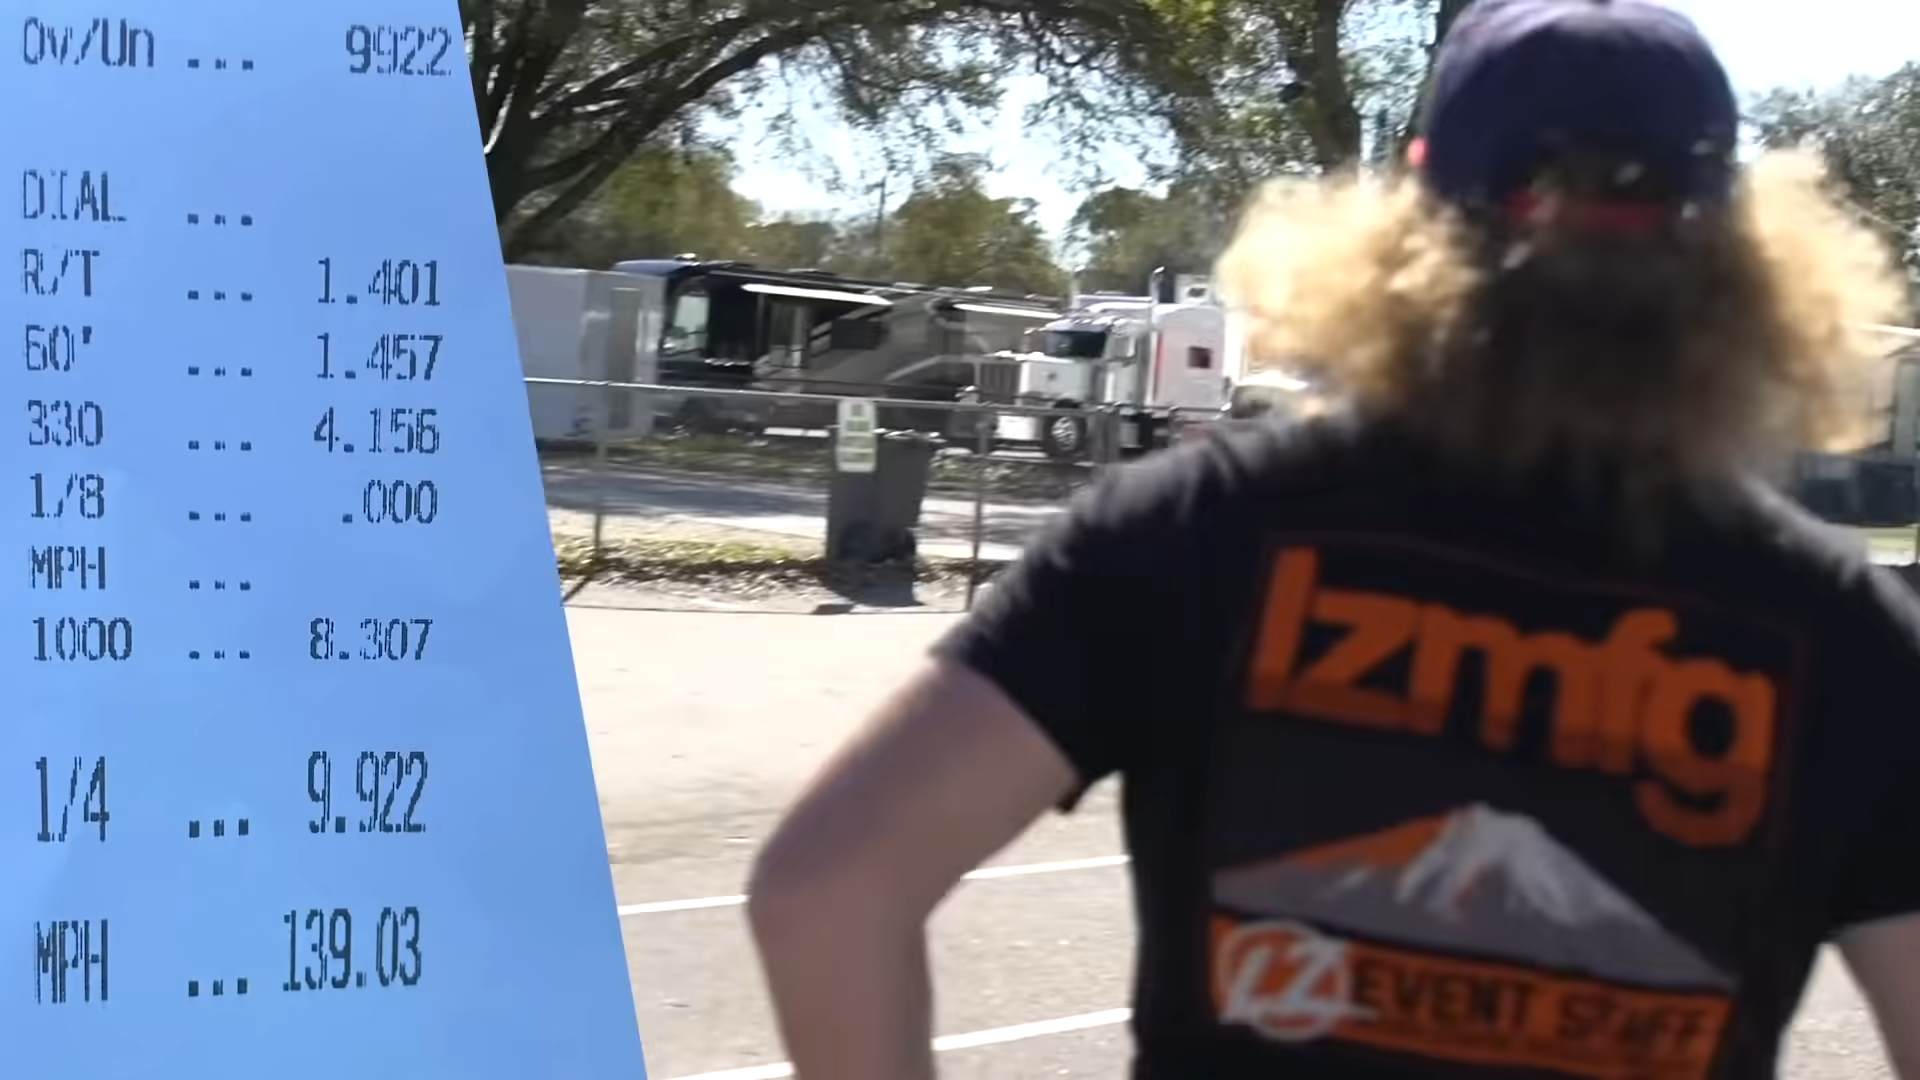 Ov/Un ... 9922
DIAL ...
R/T ... 1.401
60' ... 1.457
330 ... 4.156
1/8 ... .000
MPH ...
1000 ... 8.307
1/4 ... 9.922
MPH ... 139.03
lzmfg
LZ EVENT STAFF